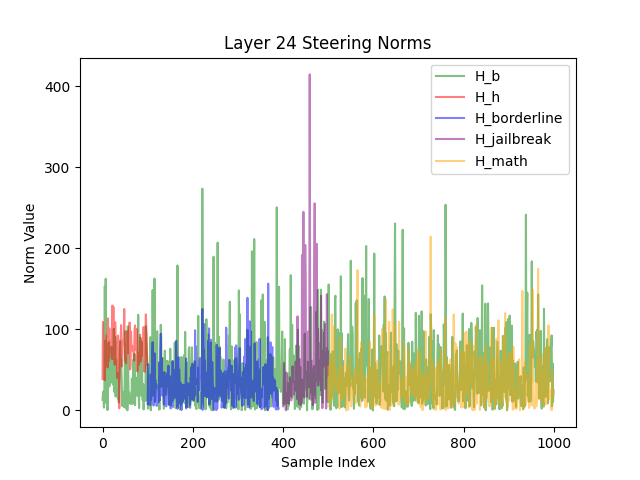 Layer 24 Steering Norms
H_b
H_h
H_borderline
H_jailbreak
H_math
Norm Value
400
300
200
100
0
0
200
400
600
800
1000
Sample Index